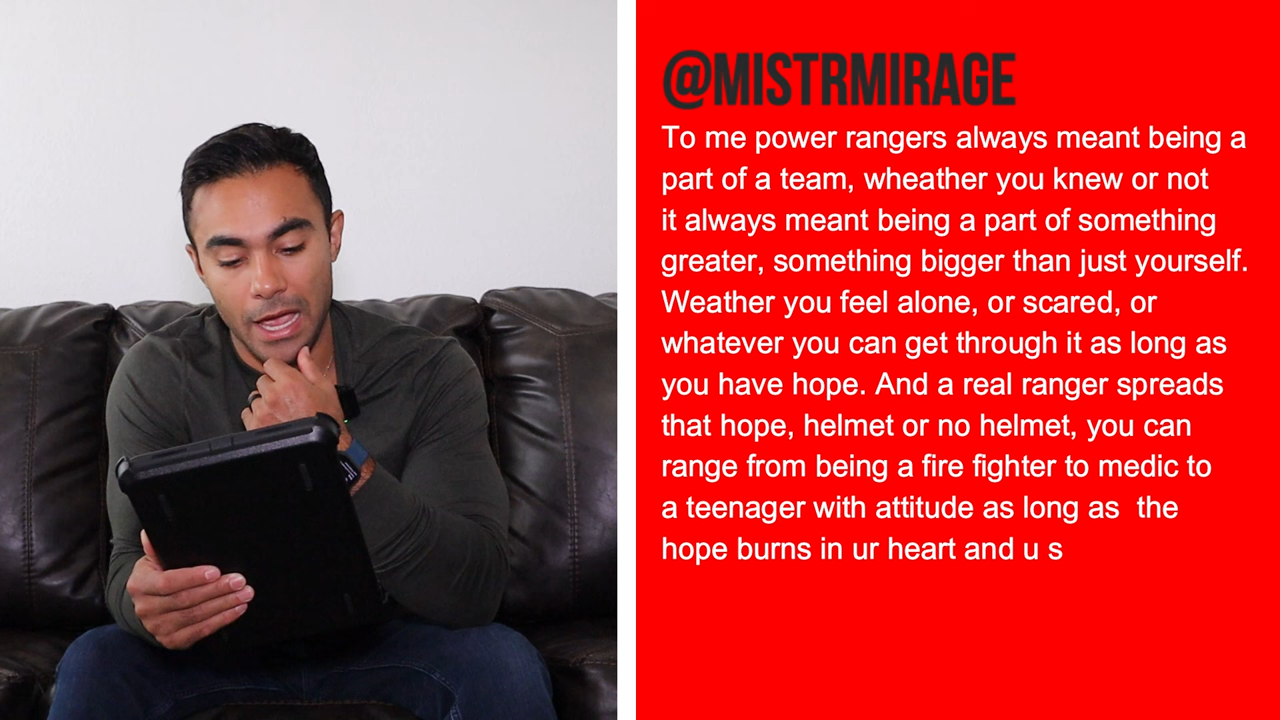 @MISTRMIRAGE
To me power rangers always meant being a
part of a team, wheather you knew or not
it always meant being a part of something
greater, something bigger than just yourself.
Weather you feel alone, or scared, or
whatever you can get through it as long as
you have hope. And a real ranger spreads
that hope, helmet or no helmet, you can
range from being a fire fighter to medic to
a teenager with attitude as long as  the
hope burns in ur heart and u s